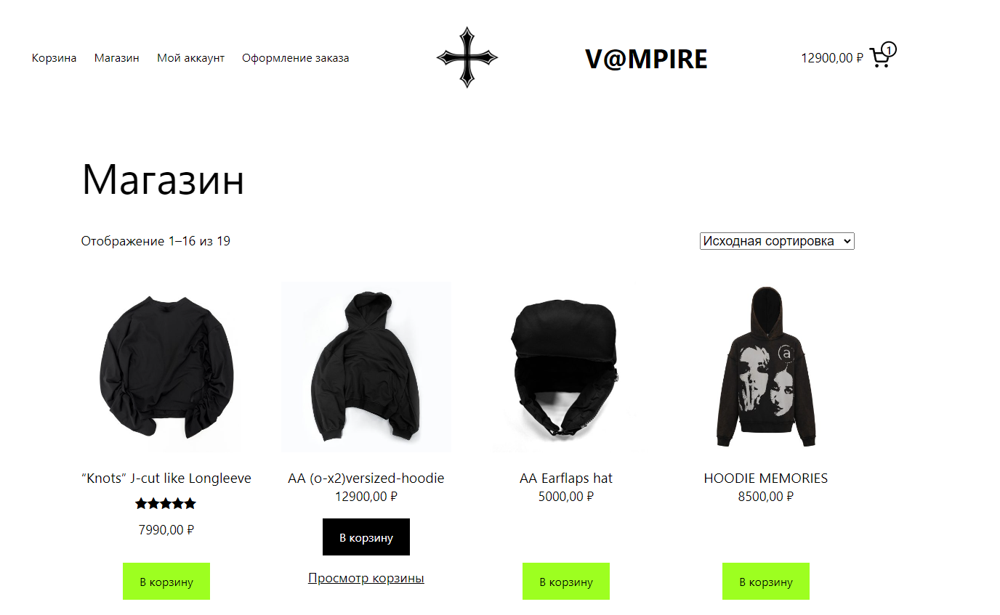 Корзина Магазин Мой аккаунт Оформление заказа V@MPIRE 12900,00 ₽ 1
Магазин
Отображение 1–16 из 19 Исходная сортировка
“Knots” J-cut like Longleeve AA (o-x2)versized-hoodie AA Earflaps hat HOODIE MEMORIES
12900,00 ₽ 5000,00 ₽ 8500,00 ₽
7990,00 ₽
В корзину
Просмотр корзины
В корзину В корзину В корзину